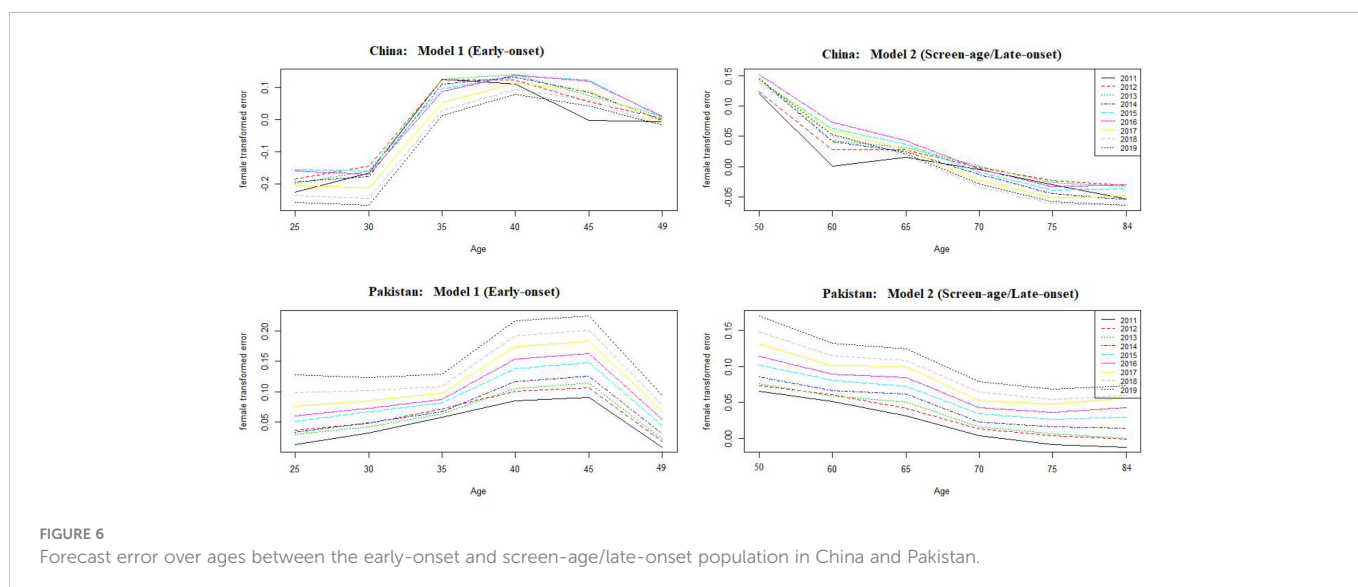 China: Model 1 (Early-onset)
female transformed error
0.1
0.0
-0.1
-0.2
25 30 35 40 45 49
Age
China: Model 2 (Screen-age/Late-onset)
female transformed error
0.15
0.10
0.05
0.00
-0.05
50 60 65 70 75 84
Age
2011
2012
2013
2014
2015
2016
2017
2018
2019
Pakistan: Model 1 (Early-onset)
female transformed error
0.20
0.15
0.10
0.05
25 30 35 40 45 49
Age
Pakistan: Model 2 (Screen-age/Late-onset)
female transformed error
0.15
0.10
0.05
0.00
50 60 65 70 75 84
Age
2011
2012
2013
2014
2015
2016
2017
2018
2019
FIGURE 6
Forecast error over ages between the early-onset and screen-age/late-onset population in China and Pakistan.